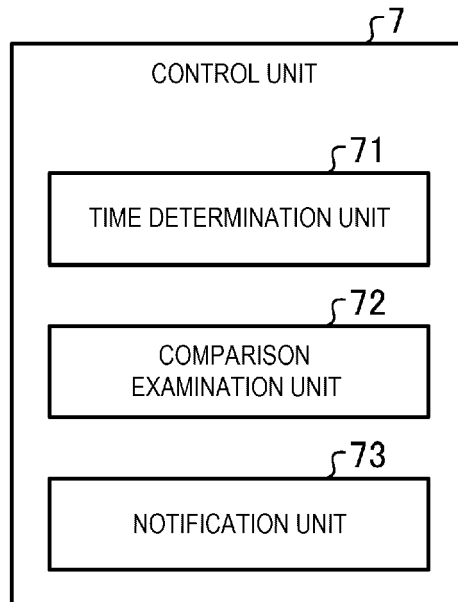 7
CONTROL UNIT
71
TIME DETERMINATION UNIT
72
COMPARISON
EXAMINATION UNIT
73
NOTIFICATION UNIT